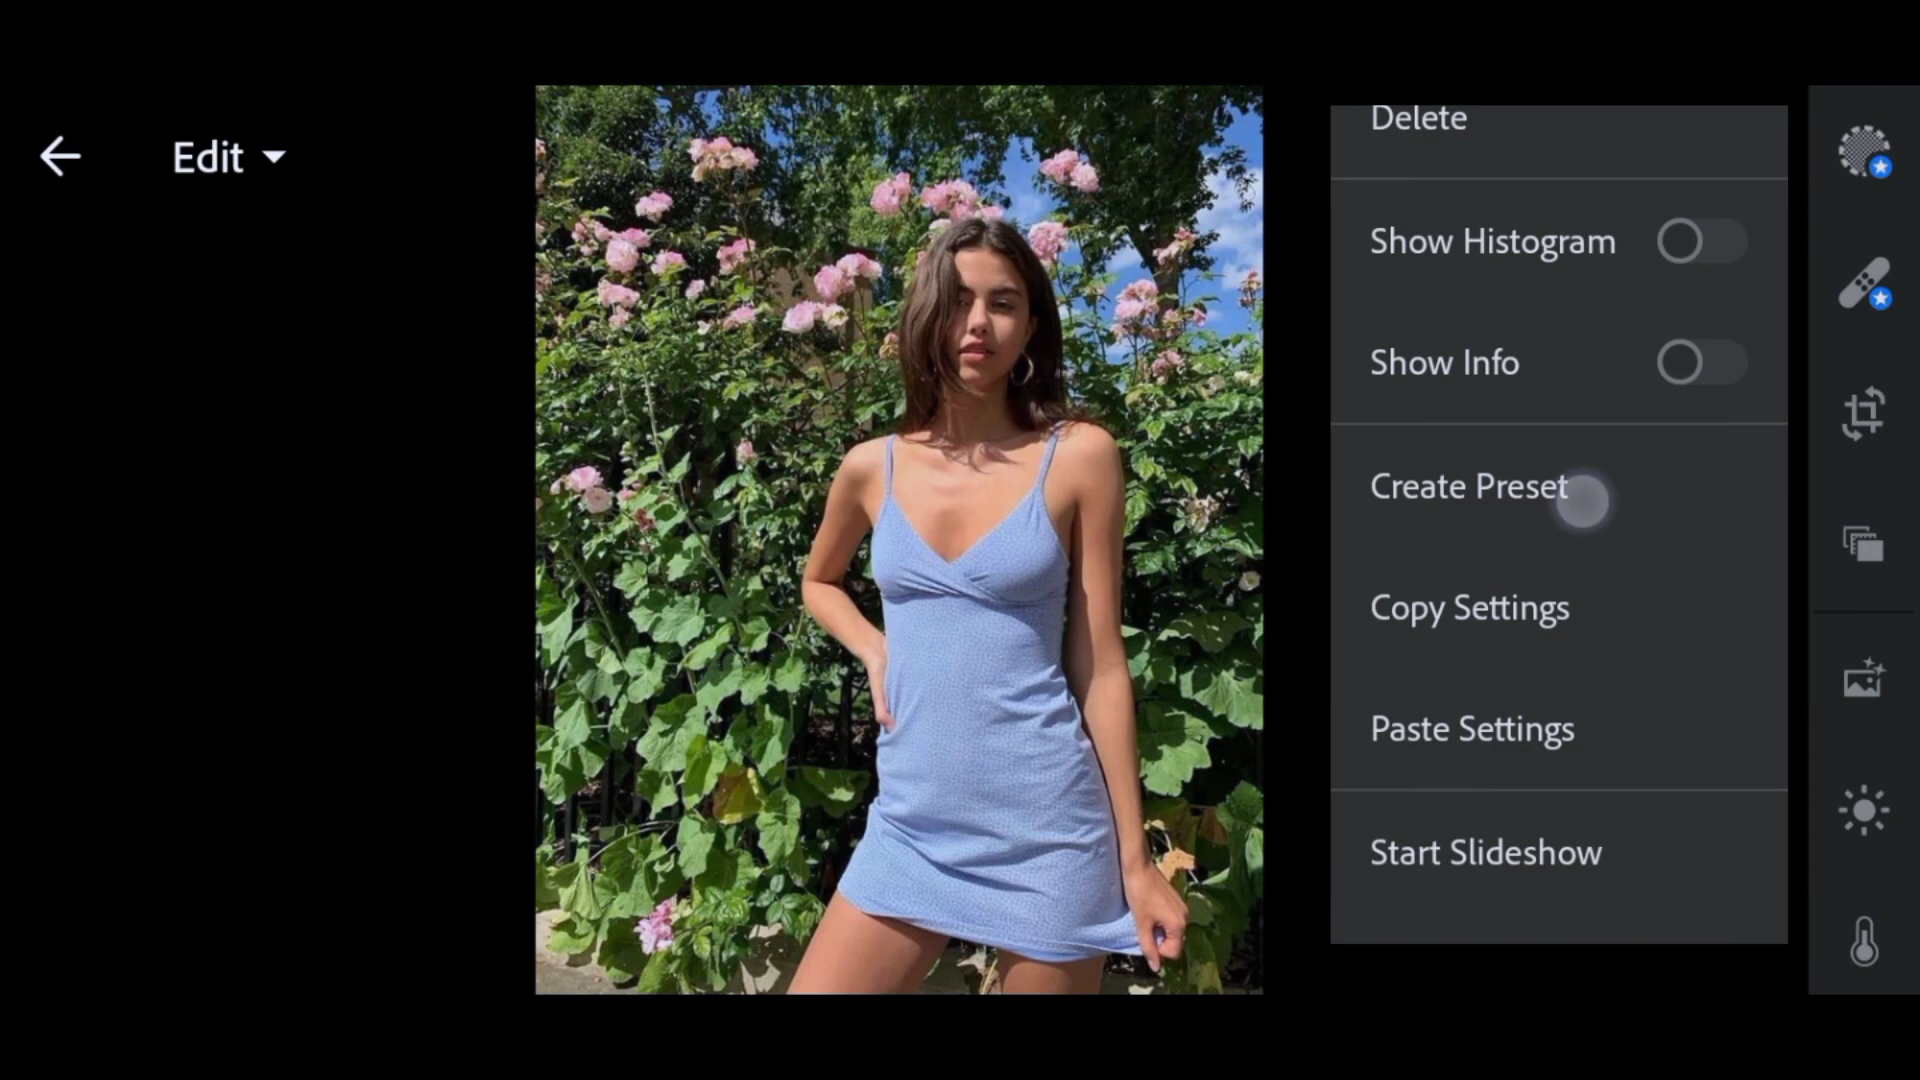 Edit
Delete
Show Histogram
Show Info
Create Preset
Copy Settings
Paste Settings
Start Slideshow